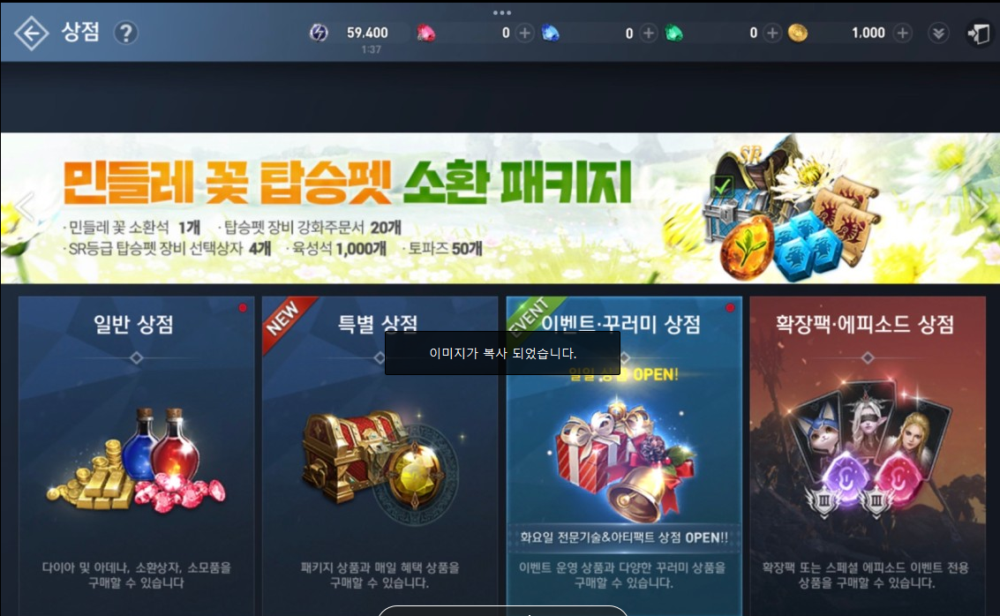 상점 ?
59.400
1:37
0
0
0
1.000
민들레 꽃 탑승펫 소환 패키지
· 민들레 꽃 소환석 1개 · 탑승펫 장비 강화주문서 20개
· SR등급 탑승펫 장비 선택상자 4개 · 육성석 1,000개 · 토파즈 50개
SR
일반 상점
다이아 및 아데나, 소환상자, 소모품을
구매할 수 있습니다
NEW
특별 상점
패키지 상품과 매일 혜택 상품을
구매할 수 있습니다.
EVENT
이벤트·꾸러미 상점
OPEN!
화요일 전문기술&아티팩트 상점 OPEN!!
이벤트 운영 상품과 다양한 꾸러미 상품을
구매할 수 있습니다.
확장팩·에피소드 상점
III
III
확장팩 또는 스페셜 에피소드 이벤트 전용
상품을 구매할 수 있습니다.
이미지가 복사 되었습니다.